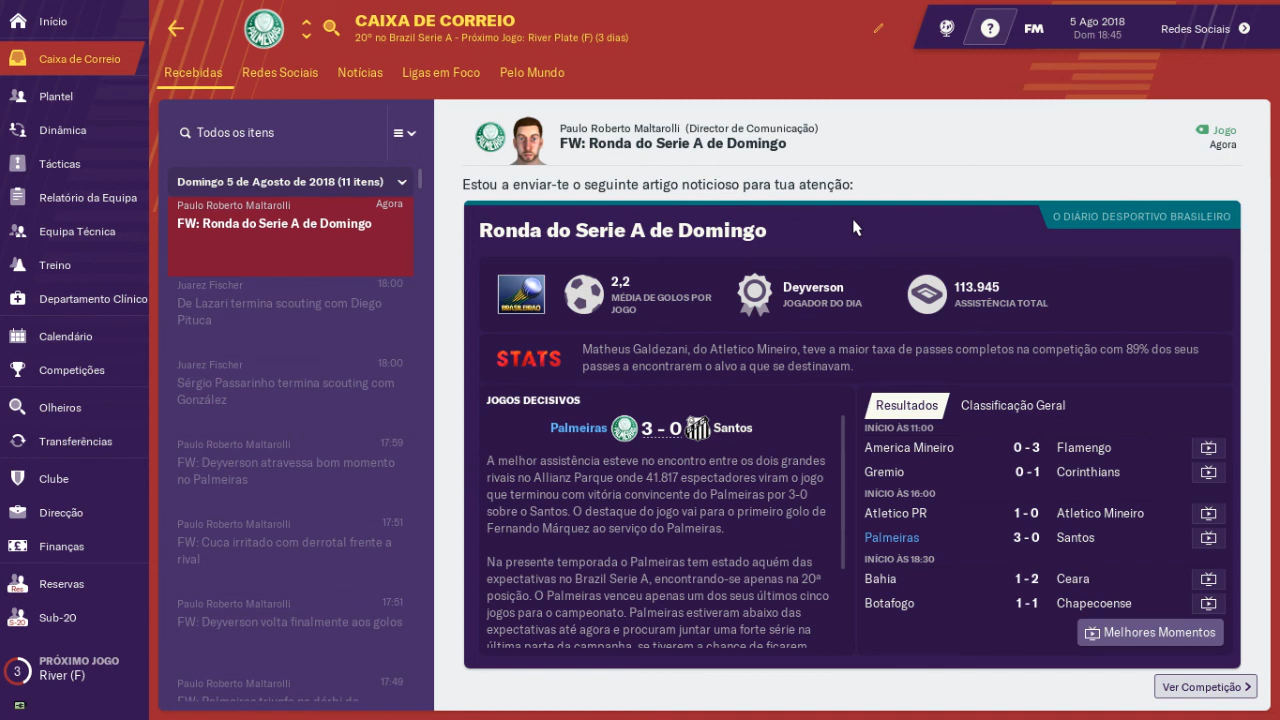 Início
Caixa de Correio
Plantel
Dinâmica
Tácticas
Relatório da Equipa
Equipa Técnica
Treino
Departamento Clínico
Calendário
Competições
Olheiros
Transferências
Clube
Direcção
Finanças
Reservas
Res
Sub-20
S-20
3
PRÓXIMO JOGO
River (F)
PALMEIRAS
CAIXA DE CORREIO
20º no Brazil Serie A - Próximo Jogo: River Plate (F) (3 dias)
?
FM
5 Ago 2018
Dom 18:45
Redes Sociais
Recebidas
Redes Sociais
Notícias
Ligas em Foco
Pelo Mundo
Todos os itens
Domingo 5 de Agosto de 2018 (11 itens)
Paulo Roberto Maltarolli
Agora
FW: Ronda do Serie A de Domingo
Juarez Fischer
18:00
De Lazari termina scouting com Diego
Pituca
Juarez Fischer
18:00
Sérgio Passarinho termina scouting com
González
Paulo Roberto Maltarolli
17:59
FW: Deyverson atravessa bom momento
no Palmeiras
Paulo Roberto Maltarolli
17:51
FW: Cuca irritado com derrotal frente a
rival
Paulo Roberto Maltarolli
17:51
FW: Deyverson volta finalmente aos golos
Paulo Roberto Maltarolli
17:49
Paulo Roberto Maltarolli (Director de Comunicação)
FW: Ronda do Serie A de Domingo
Jogo
Agora
Estou a enviar-te o seguinte artigo noticioso para tua atenção:
O DIÁRIO DESPORTIVO BRASILEIRO
Ronda do Serie A de Domingo
BRASILEIRAO
2,2
MÉDIA DE GOLOS POR
JOGO
Deyverson
JOGADOR DO DIA
113.945
ASSISTÊNCIA TOTAL
STATS
Matheus Galdezani, do Atletico Mineiro, teve a maior taxa de passes completos na competição com 89% dos seus
passes a encontrarem o alvo a que se destinavam.
JOGOS DECISIVOS
Palmeiras 3 - 0 Santos
A melhor assistência esteve no encontro entre os dois grandes
rivais no Allianz Parque onde 41.817 espectadores viram o jogo
que terminou com vitória convincente do Palmeiras por 3-0
sobre o Santos. O destaque do jogo vai para o primeiro golo de
Fernando Márquez ao serviço do Palmeiras.
Na presente temporada o Palmeiras tem estado aquém das
expectativas no Brazil Serie A, encontrando-se apenas na 20ª
posição. O Palmeiras venceu apenas um dos seus últimos cinco
jogos para o campeonato. Palmeiras estiveram abaixo das
expectativas até agora e procuram juntar uma forte série na
última parte da campanha, se tiverem a chance de ficarem
Resultados
Classificação Geral
INÍCIO ÀS 11:00
America Mineiro 0 - 3 Flamengo
Gremio 0 - 1 Corinthians
INÍCIO ÀS 16:00
Atletico PR 1 - 0 Atletico Mineiro
Palmeiras 3 - 0 Santos
INÍCIO ÀS 18:30
Bahia 1 - 2 Ceara
Botafogo 1 - 1 Chapecoense
Melhores Momentos
Ver Competição